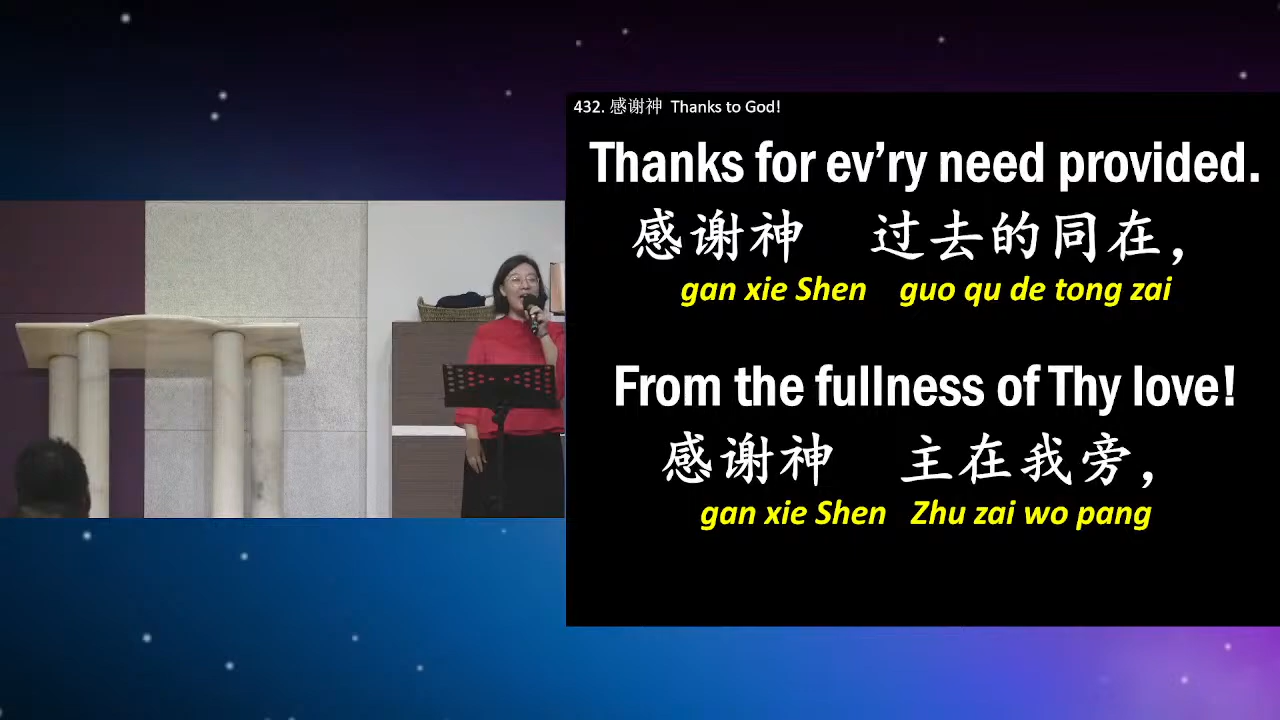 432. 感谢神 Thanks to God!
Thanks for ev’ry need provided.
感谢神 过去的同在，
gan xie Shen guo qu de tong zai
From the fullness of Thy love!
感谢神 主在我旁，
gan xie Shen Zhu zai wo pang